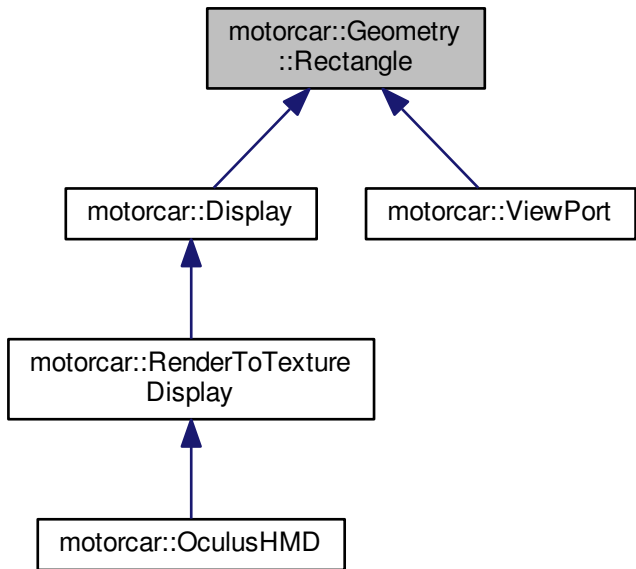 motorcar::Geometry
::Rectangle
motorcar::Display
motorcar::ViewPort
motorcar::RenderToTexture
Display
motorcar::OculusHMD